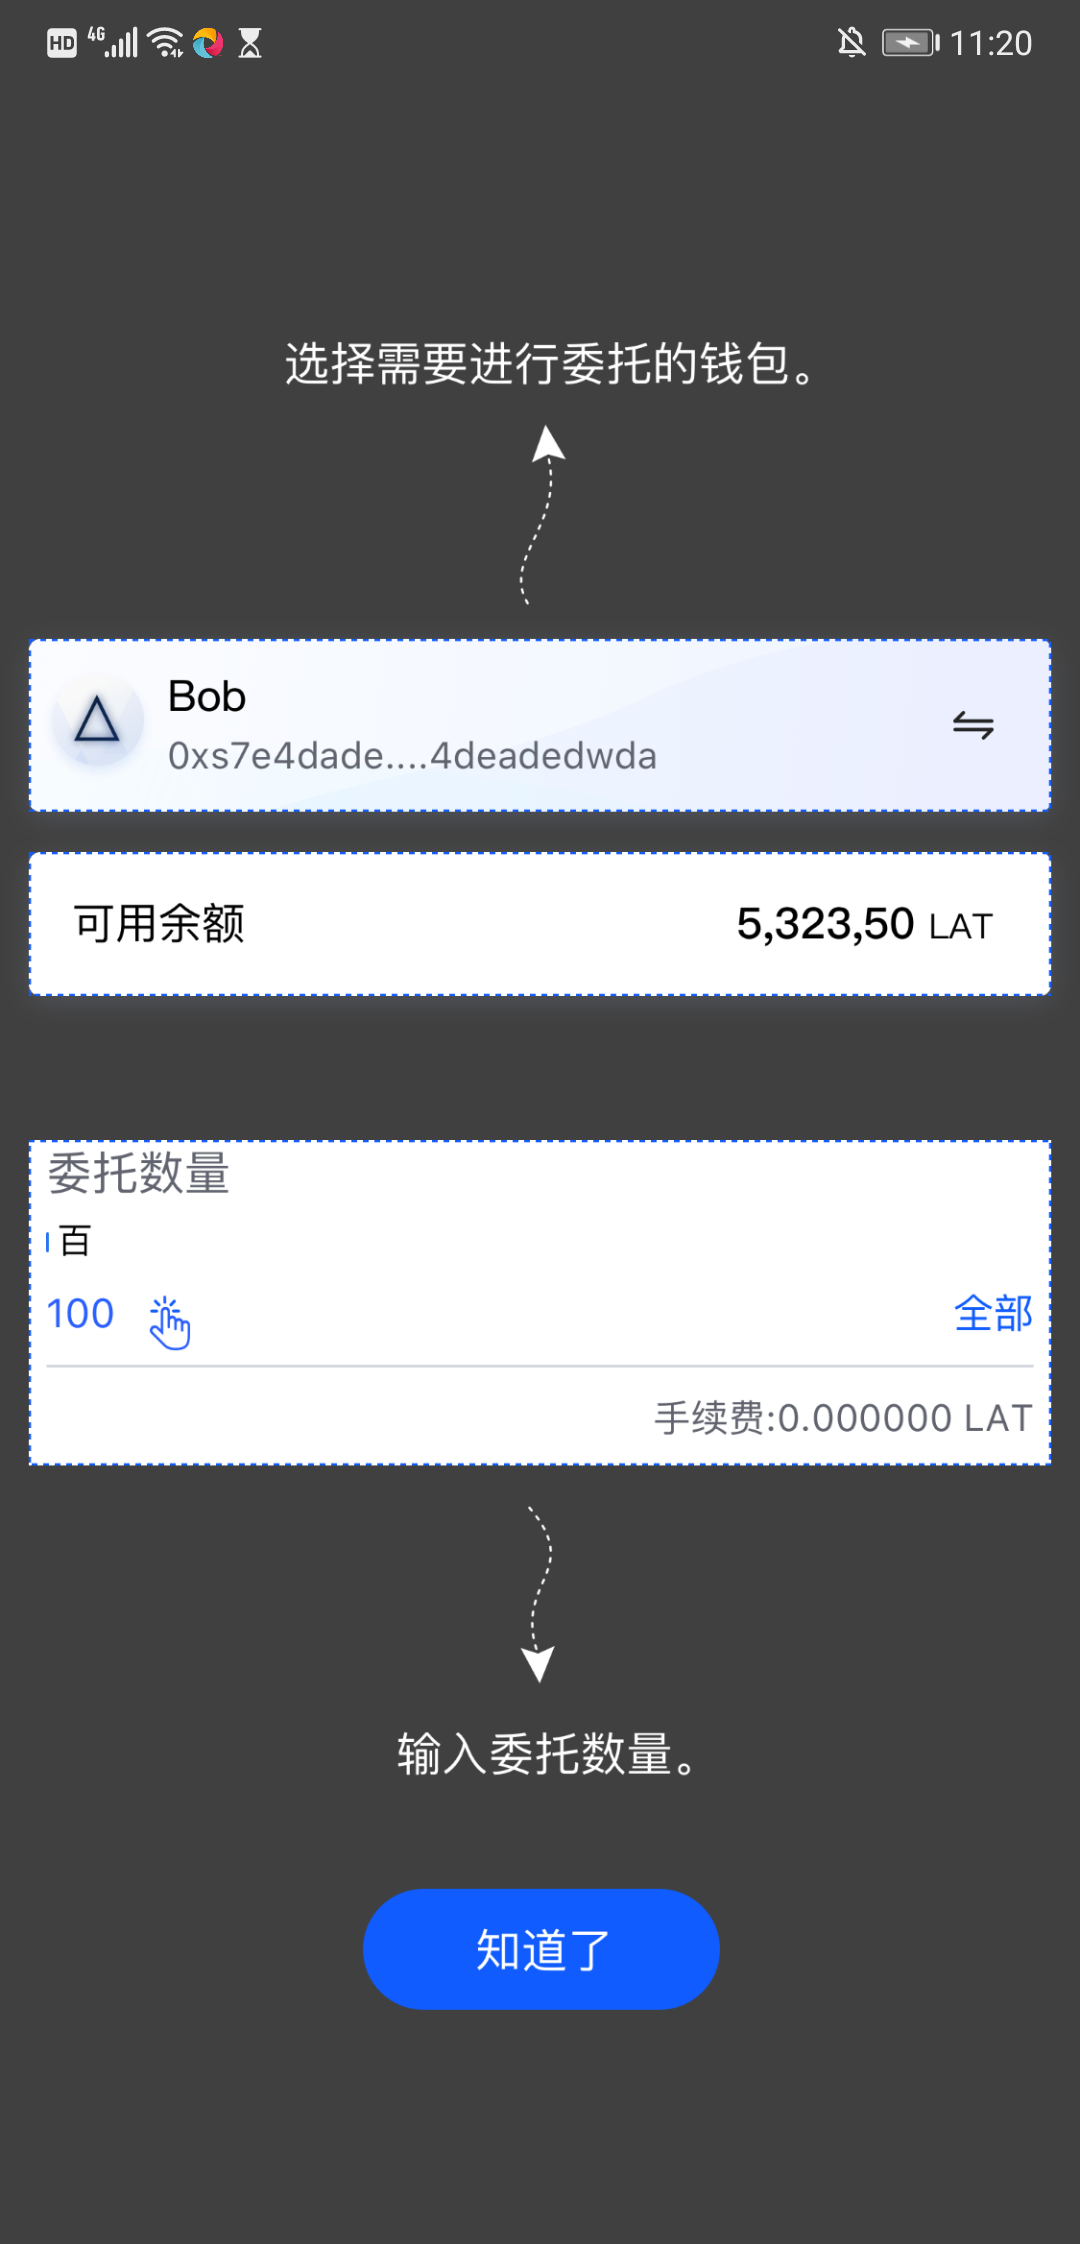 HD 4G 11:20
选择需要进行委托的钱包。
Bob
0xs7e4dade....4deadedwda
可用余额 5,323,50 LAT
委托数量
百
100 全部
手续费:0.000000 LAT
输入委托数量。
知道了